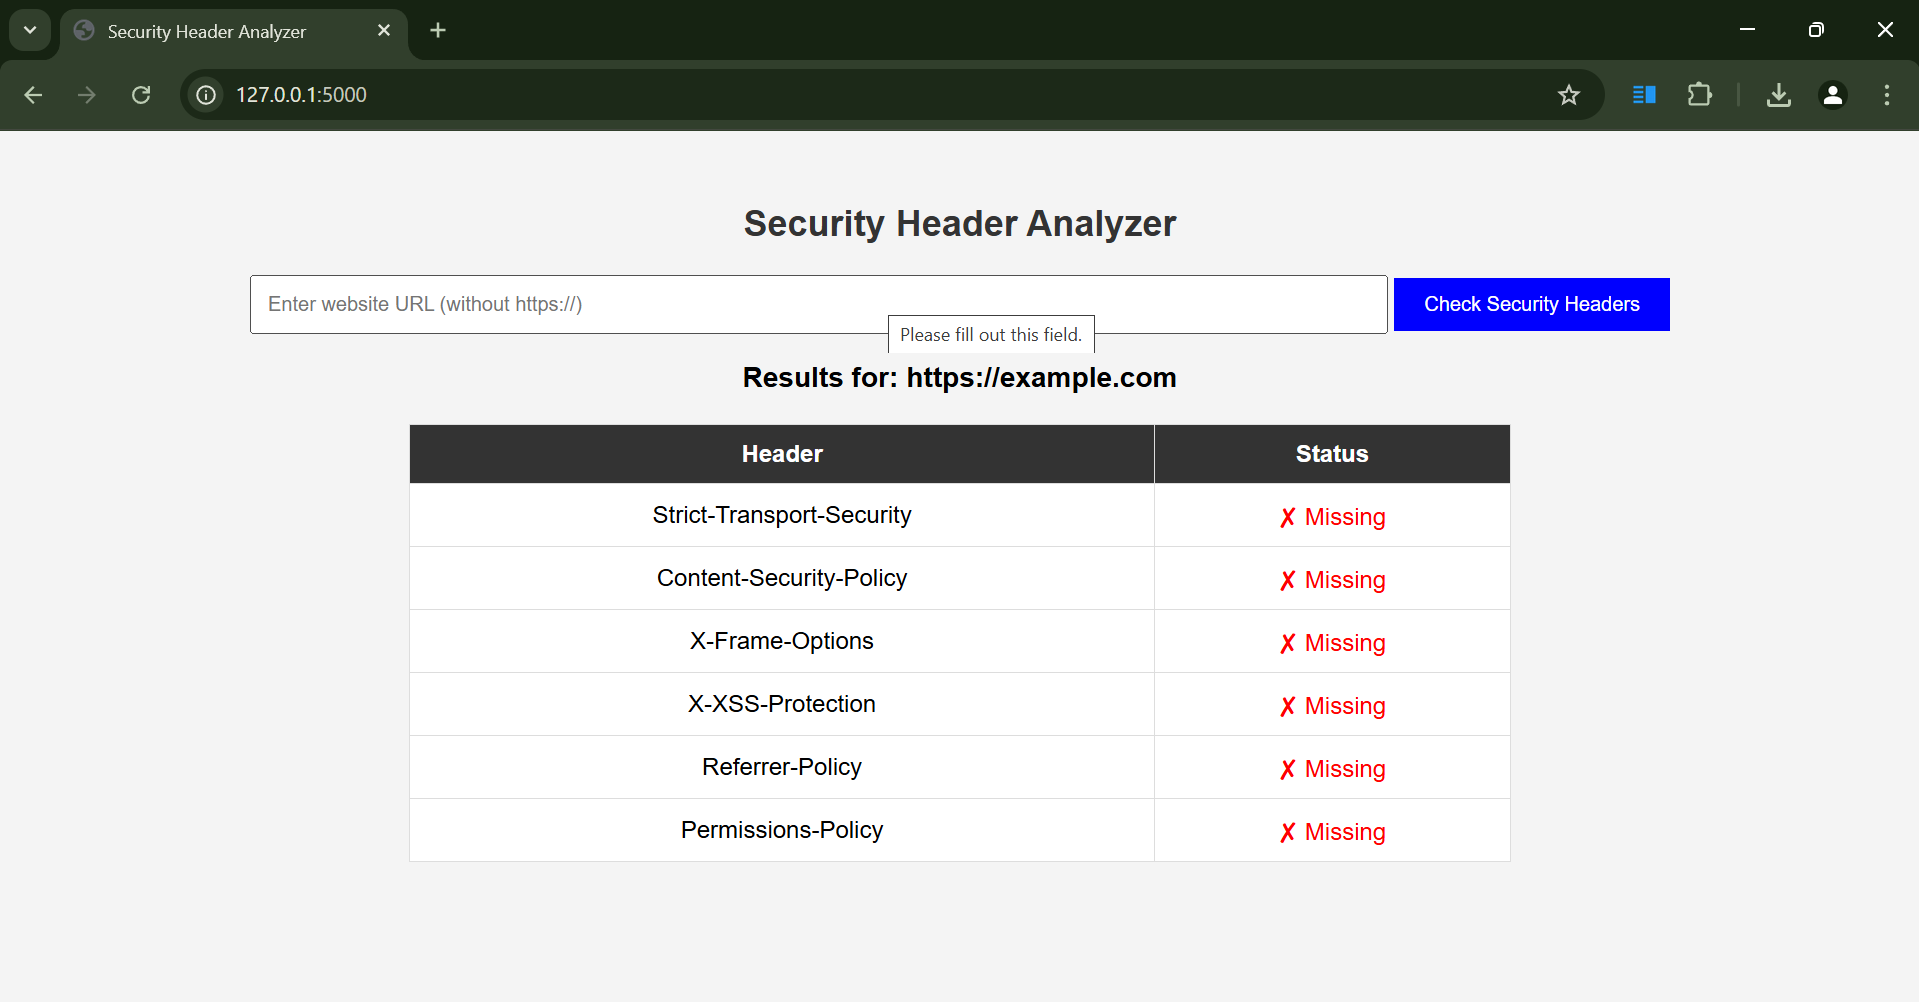 Security Header Analyzer
127.0.0.1:5000
Security Header Analyzer
Enter website URL (without https://)
Check Security Headers
Please fill out this field.
Results for: https://example.com
Header Status
Strict-Transport-Security ✗ Missing
Content-Security-Policy ✗ Missing
X-Frame-Options ✗ Missing
X-XSS-Protection ✗ Missing
Referrer-Policy ✗ Missing
Permissions-Policy ✗ Missing